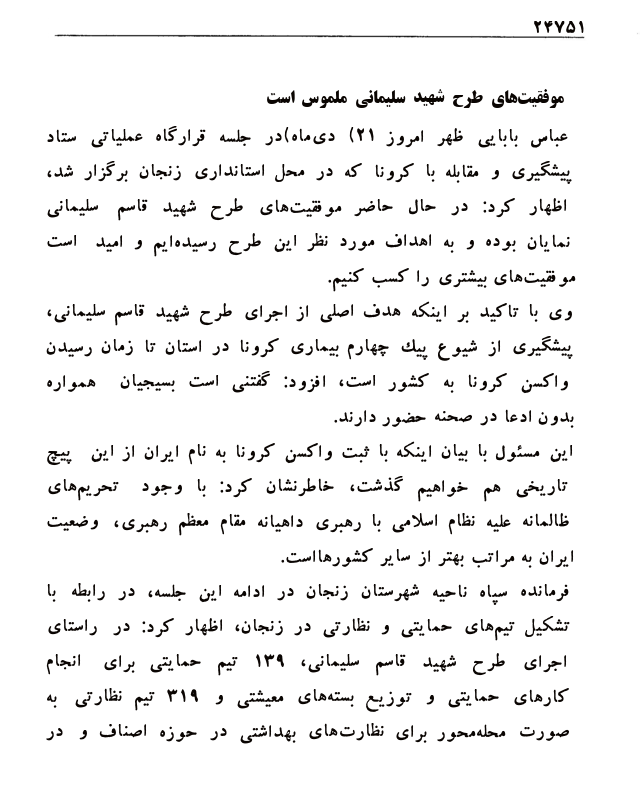 ۲۴۷۵۱
موفقیت‌های طرح شهید سلیمانی ملموس است
عباس بابایی ظهر امروز ۲۱) دی‌ماه)در جلسه قرارگاه عملیاتی ستاد
پیشگیری و مقابله با کرونا که در محل استانداری زنجان برگزار شد،
اظهار کرد: در حال حاضر موفقیت‌های طرح شهید قاسم سلیمانی
نمایان بوده و به اهداف مورد نظر این طرح رسیده‌ایم و امید است
موفقیت‌های بیشتری را کسب کنیم.
وی با تاکید بر اینکه هدف اصلی از اجرای طرح شهید قاسم سلیمانی،
پیشگیری از شیوع پیك چهارم بیماری کرونا در استان تا زمان رسیدن
واکسن کرونا به کشور است، افزود: گفتنی است بسیجیان همواره
بدون ادعا در صحنه حضور دارند.
این مسئول با بیان اینکه با ثبت واکسن کرونا به نام ایران از این پیچ
تاریخی هم خواهیم گذشت، خاطرنشان کرد: با وجود تحریم‌های
ظالمانه علیه نظام اسلامی با رهبری داهیانه مقام معظم رهبری، وضعیت
ایران به مراتب بهتر از سایر کشورهااست.
فرمانده سپاه ناحیه شهرستان زنجان در ادامه این جلسه، در رابطه با
تشکیل تیم‌های حمایتی و نظارتی در زنجان، اظهار کرد: در راستای
اجرای طرح شهید قاسم سلیمانی، ۱۳۹ تیم حمایتی برای انجام
کارهای حمایتی و توزیع بسته‌های معیشتی و ۳۱۹ تیم نظارتی به
صورت محله‌محور برای نظارت‌های بهداشتی در حوزه اصناف و در